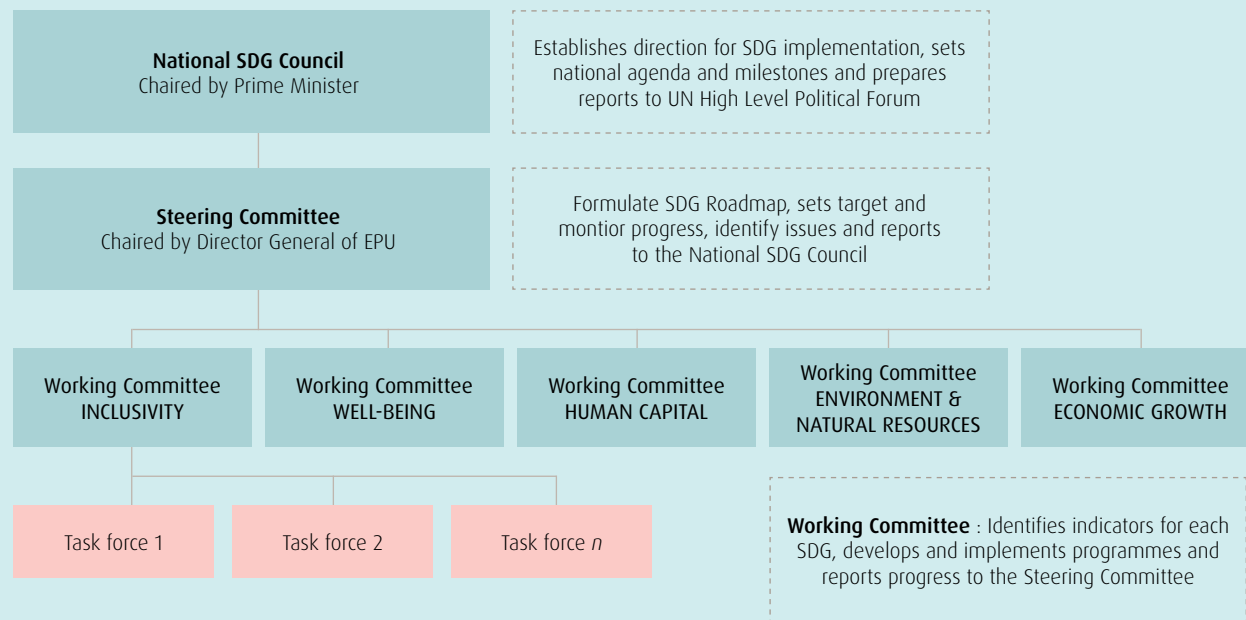 National SDG Council
Chaired by Prime Minister
Establishes direction for SDG implementation, sets
national agenda and milestones and prepares
reports to UN High Level Political Forum
Steering Committee
Chaired by Director General of EPU
Formulate SDG Roadmap, sets target and
montior progress, identify issues and reports
to the National SDG Council
Working Committee
INCLUSIVITY
Working Committee
WELL-BEING
Working Committee
HUMAN CAPITAL
Working Committee
ENVIRONMENT &
NATURAL RESOURCES
Working Committee
ECONOMIC GROWTH
Task force 1
Task force 2
Task force n
Working Committee : Identifies indicators for each
SDG, develops and implements programmes and
reports progress to the Steering Committee